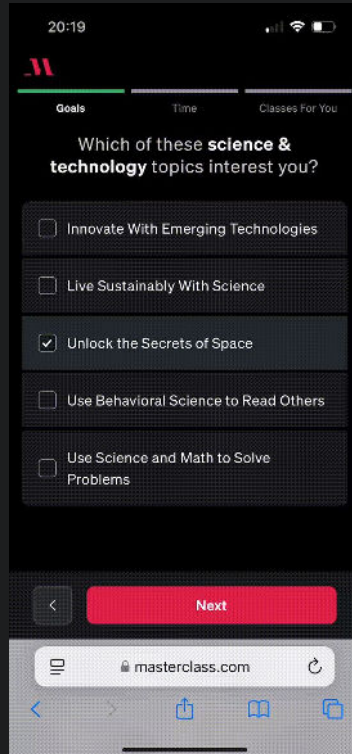 20:19
Goals
Time
Classes For You
Which of these science &
technology topics interest you?
Innovate With Emerging Technologies
Live Sustainably With Science
Unlock the Secrets of Space
Use Behavioral Science to Read Others
Use Science and Math to Solve
Problems
Next
masterclass.com